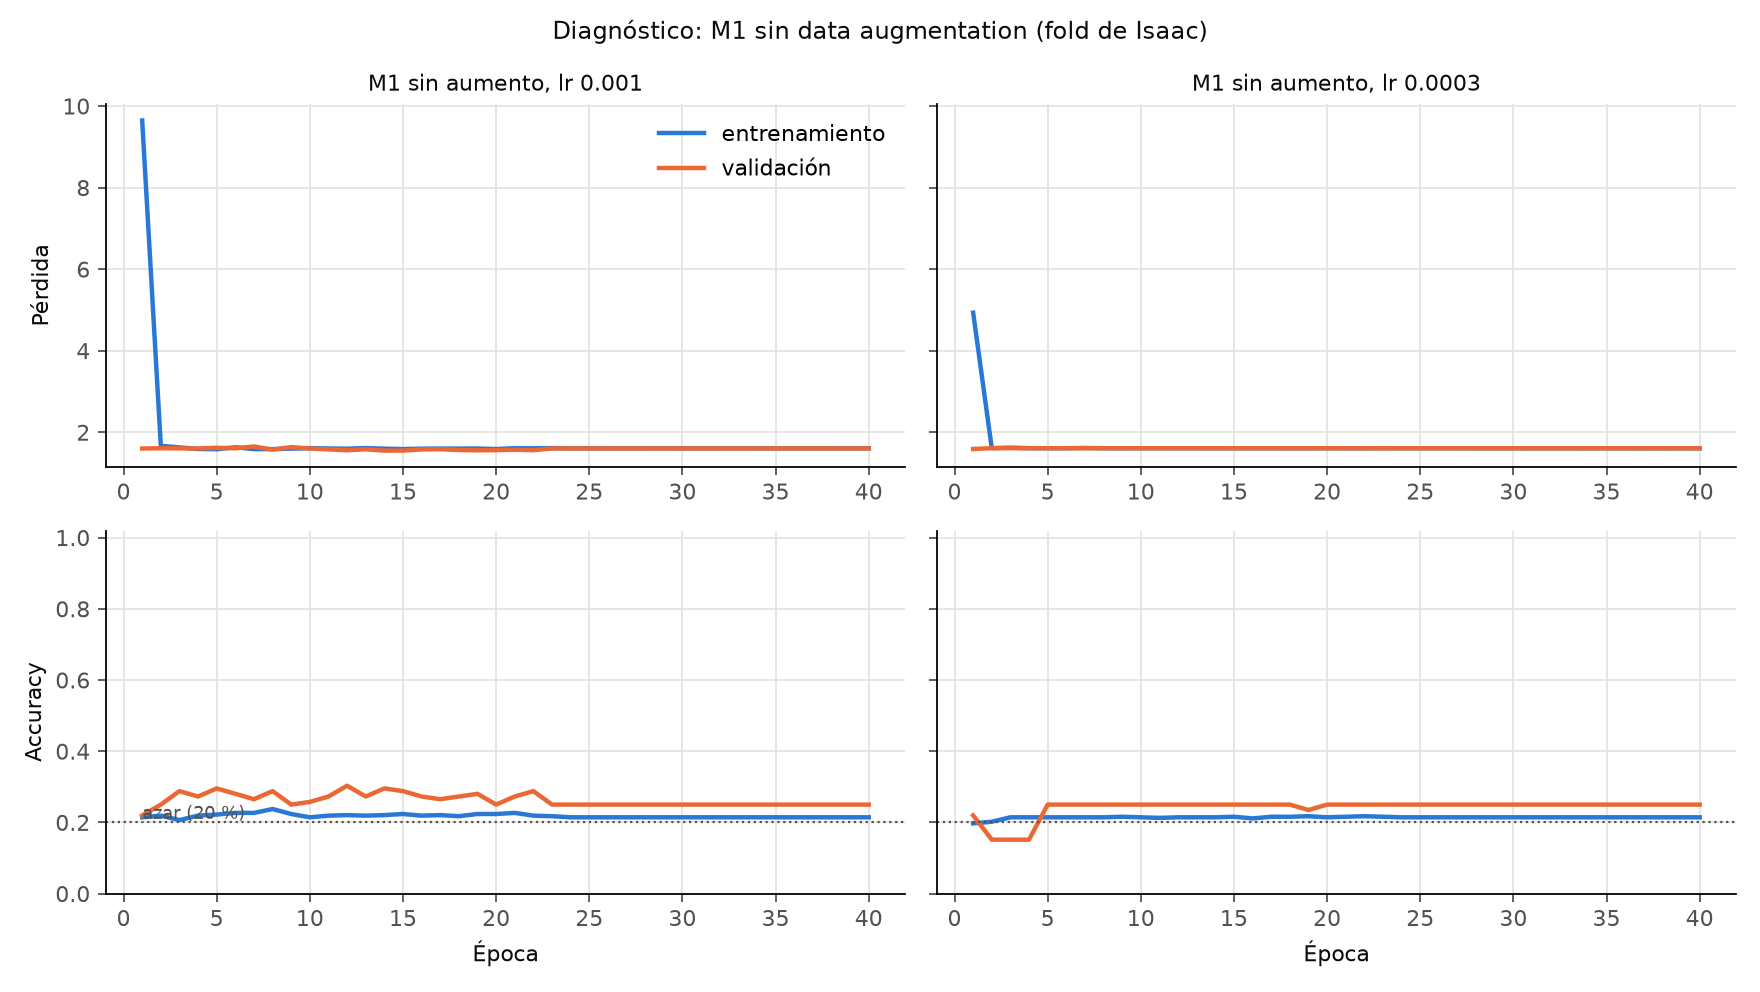 Diagnóstico: M1 sin data augmentation (fold de Isaac)
M1 sin aumento, lr 0.001
M1 sin aumento, lr 0.0003
10
8
6
4
2
Pérdida
entrenamiento
validación
0 5 10 15 20 25 30 35 40
0 5 10 15 20 25 30 35 40
1.0
0.8
0.6
0.4
0.2
0.0
Accuracy
azar (20 %)
0 5 10 15 20 25 30 35 40
0 5 10 15 20 25 30 35 40
Época
Época